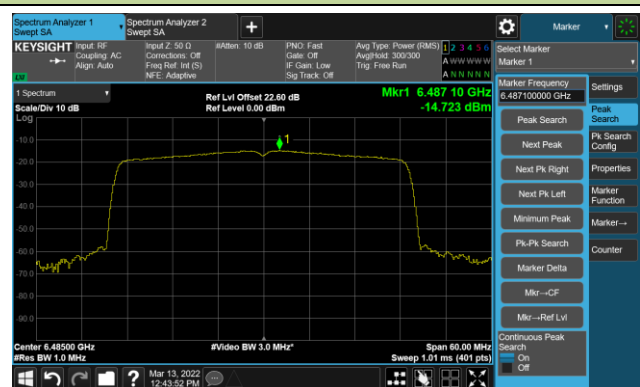 Spectrum Analyzer 1
Swept SA
Spectrum Analyzer 2
Swept SA
+
Marker
KEYSIGHT
Input: RF
Coupling: AC
Align: Auto
Input Z: 50 Ω
Corrections: Off
Freq Ref: Int (S)
NFE: Adaptive
#Atten: 10 dB
PNO: Fast
Gate: Off
IF Gain: Low
Sig Track: Off
Avg Type: Power (RMS)
Avg|Hold: 300/300
Trig: Free Run
1 2 3 4 5 6
A W W W W W
A N N N N N
Select Marker
Marker 1
1 Spectrum
Scale/Div 10 dB
Log
Ref Lvl Offset 22.60 dB
Ref Level 0.00 dBm
Mkr1 6.487 10 GHz
-14.723 dBm
1
-10.0
-20.0
-30.0
-40.0
-50.0
-60.0
-70.0
-80.0
-90.0
Center 6.48500 GHz
#Res BW 1.0 MHz
#Video BW 3.0 MHz*
Span 60.00 MHz
Sweep 1.01 ms (401 pts)
Marker Frequency
6.487100000 GHz
Peak Search
Next Peak
Next Pk Right
Next Pk Left
Minimum Peak
Pk-Pk Search
Marker Delta
Mkr→CF
Mkr→Ref Lvl
Continuous Peak
Search
On
Off
Settings
Peak
Search
Pk Search
Config
Properties
Marker
Function
Marker→
Counter
?
Mar 13, 2022
12:43:52 PM